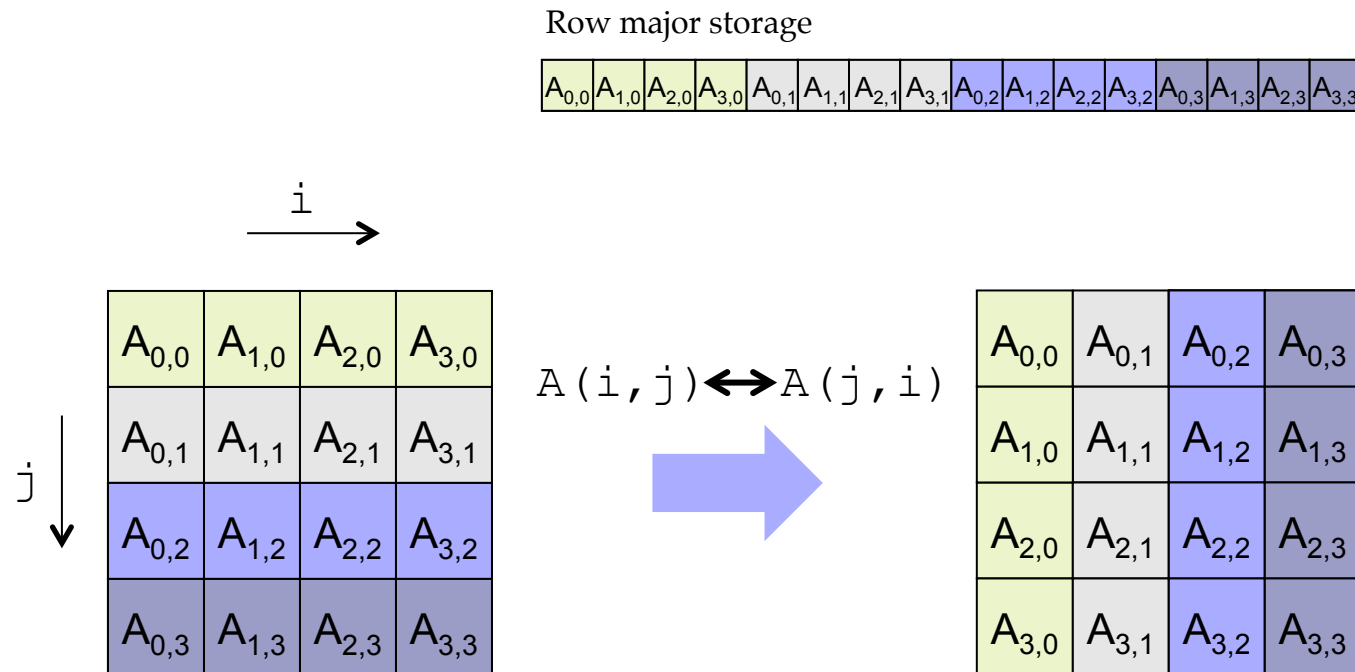 Row major storage
A0,0 A1,0 A2,0 A3,0 A0,1 A1,1 A2,1 A3,1 A0,2 A1,2 A2,2 A3,2 A0,3 A1,3 A2,3 A3,3
i
j
A0,0 A1,0 A2,0 A3,0
A0,1 A1,1 A2,1 A3,1
A0,2 A1,2 A2,2 A3,2
A0,3 A1,3 A2,3 A3,3
A(i,j)↔A(j,i)
A0,0 A0,1 A0,2 A0,3
A1,0 A1,1 A1,2 A1,3
A2,0 A2,1 A2,2 A2,3
A3,0 A3,1 A3,2 A3,3